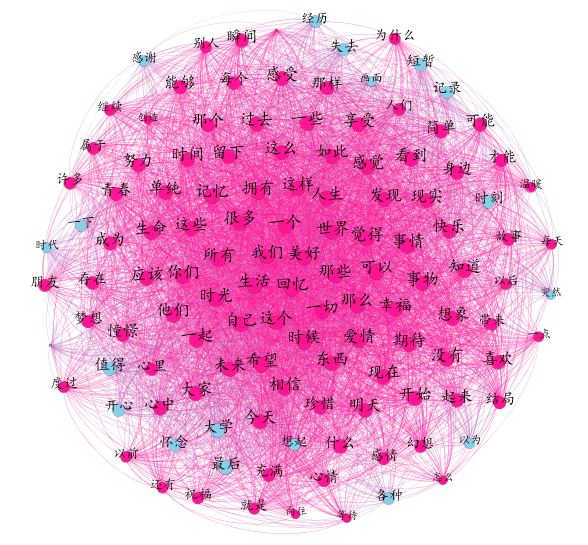 经历
为什么
别人
瞬间
失去
感谢
短暂
能够
每个
感受
那样
画面
记录
继续
创造
那个
过去
一些
享受
人们
简单
可能
属于
努力
时间
留下
这么
如此
感觉
看到
身边
才能
许多
青春
单纯
记忆
拥有
这样
人生
发现
现实
时刻
温暖
一下
成为
生命
这些
很多
一个
世界
觉得
事情
快乐
故事
每天
时代
朋友
存在
应该
你们
所有
我们
美好
那些
可以
事物
知道
以后
突然
梦想
憧憬
他们
时光
生活
回忆
一切
那么
幸福
想象
带来
一点
自己
这个
一起
时候
爱情
期待
度过
值得
心里
未来
希望
东西
现在
没有
喜欢
开心
心中
大家
相信
珍惜
明天
开始
起来
结局
以前
怀念
大学
今天
想起
什么
感情
幻想
以为
还有
祝福
最后
充满
心情
各种
怎么
就是
向往
等待